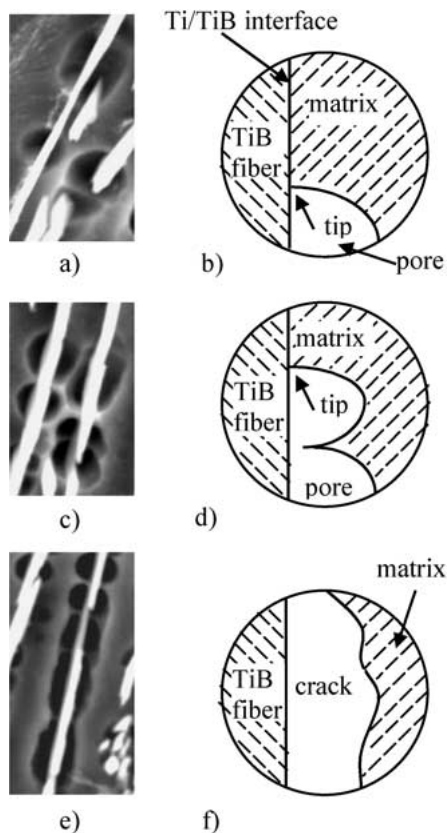 Ti/TiB interface
matrix
TiB
fiber
tip
pore
a)
b)
matrix
TiB
fiber
tip
pore
c)
d)
matrix
TiB
fiber
crack
e)
f)